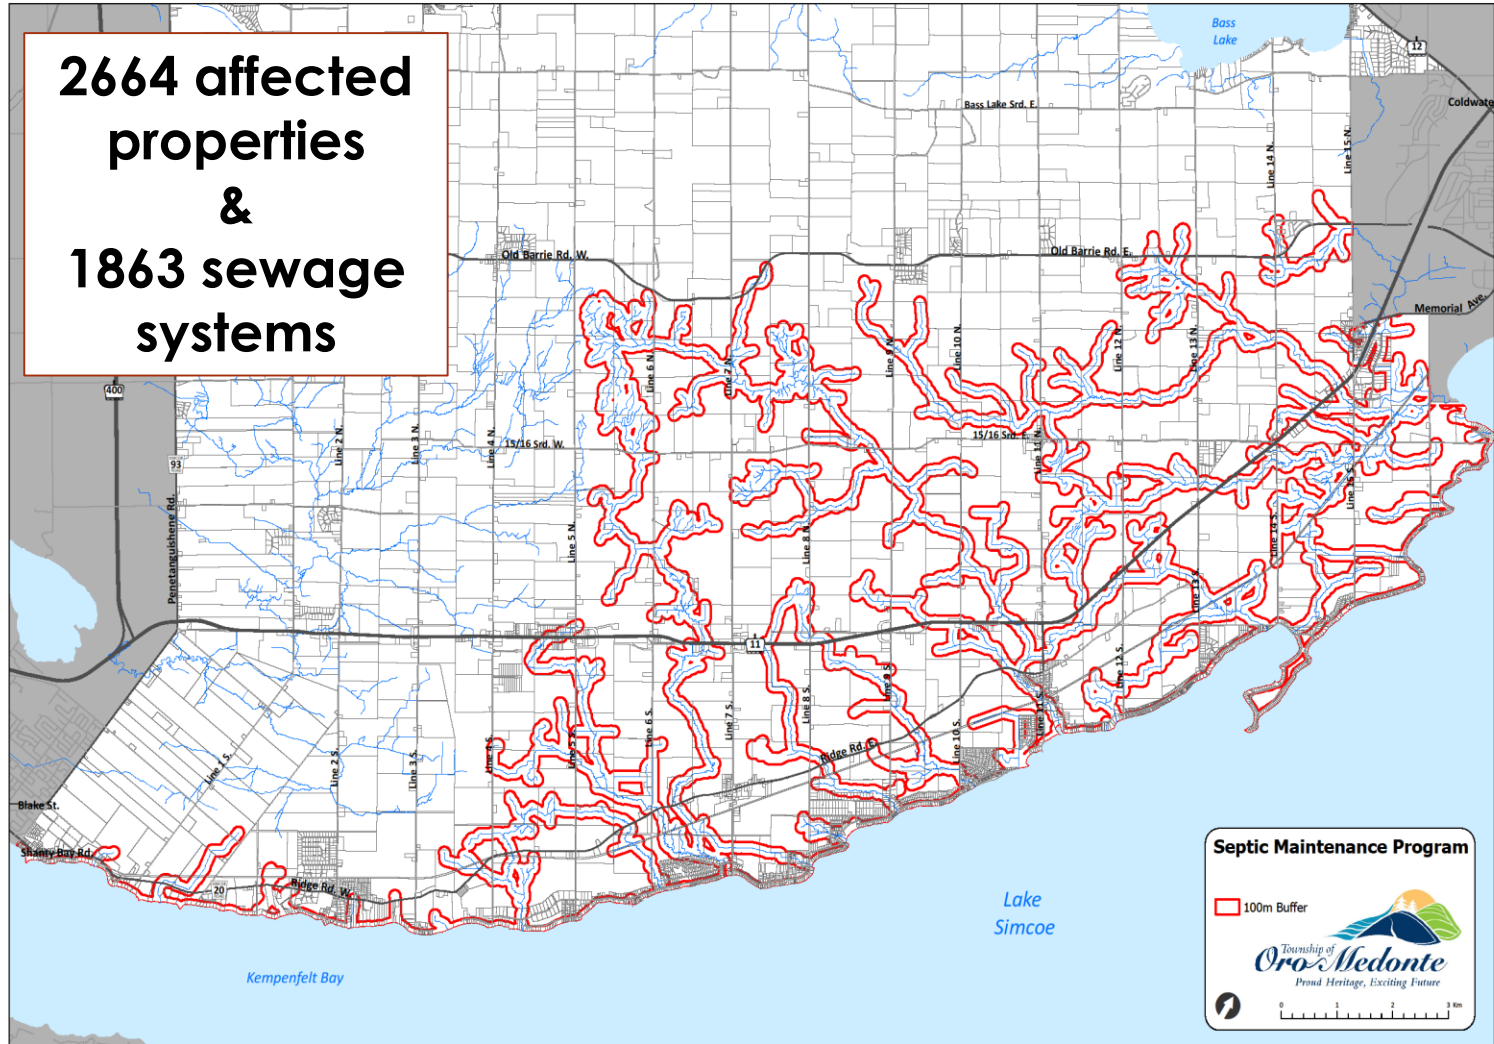 2664 affected
properties
&
1863 sewage
systems
Bass
Lake
12
Bass Lake Srd. E.
Coldwate
Line 14 N.
Line 15 N.
Old Barrie Rd. W.
Old Barrie Rd. E.
Memorial Ave.
400
93
Penetanguishene Rd.
Line 2 N.
Line 3 N.
Line 4 N.
15/16 Srd. W.
Line 5 N.
Line 6 N.
Line 7 N.
Line 8 N.
Line 9 N.
Line 10 N.
15/16 Srd. E.
Line 11 N.
Line 12 N.
Line 13 N.
11
Line 1 S.
Line 2 S.
Line 3 S.
Line 4 S.
Line 5 S.
Line 6 S.
Line 7 S.
Line 8 S.
Line 9 S.
Line 10 S.
Line 11 S.
Line 12 S.
Line 13 S.
Line 14 S.
Line 15 S.
Ridge Rd. E.
Blake St.
Shanty Bay Rd.
20
Ridge Rd. W.
Kempenfelt Bay
Lake
Simcoe
Septic Maintenance Program
100m Buffer
Township of
Oro-Medonte
Proud Heritage, Exciting Future
0 1 2 3 Km